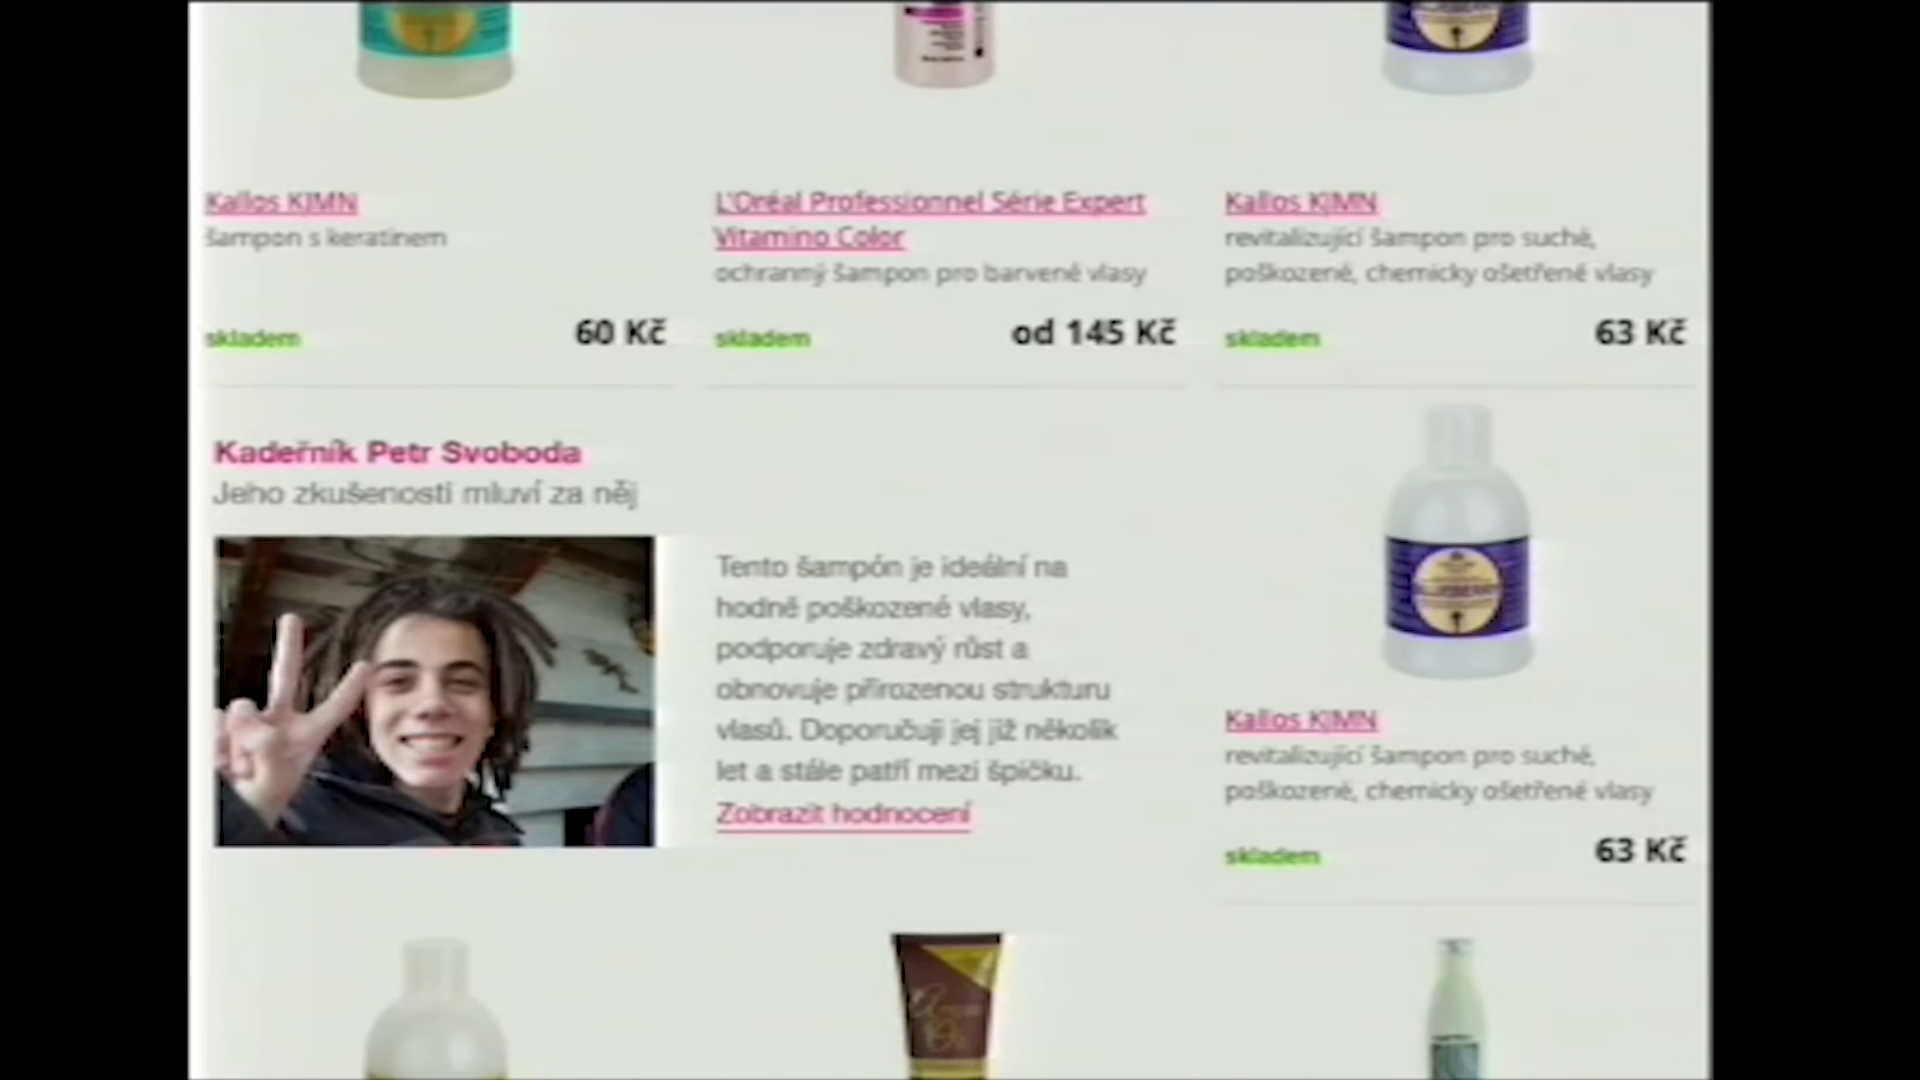 Kallos KJMN
šampon s keratinem
skladem
60 Kč
L'Oréal Professionnel Série Expert
Vitamino Color
ochranný šampon pro barvené vlasy
skladem
od 145 Kč
Kallos KJMN
revitalizující šampon pro suché,
poškozené, chemicky ošetřené vlasy
skladem
63 Kč
Kadeřník Petr Svoboda
Jeho zkušenosti mluví za něj
Tento šampón je ideální na
hodně poškozené vlasy,
podporuje zdravý růst a
obnovuje přirozenou strukturu
vlasů. Doporučuji jej již několik
let a stále patří mezi špičku.
Zobrazit hodnocení
Kallos KJMN
revitalizující šampon pro suché,
poškozené, chemicky ošetřené vlasy
skladem
63 Kč